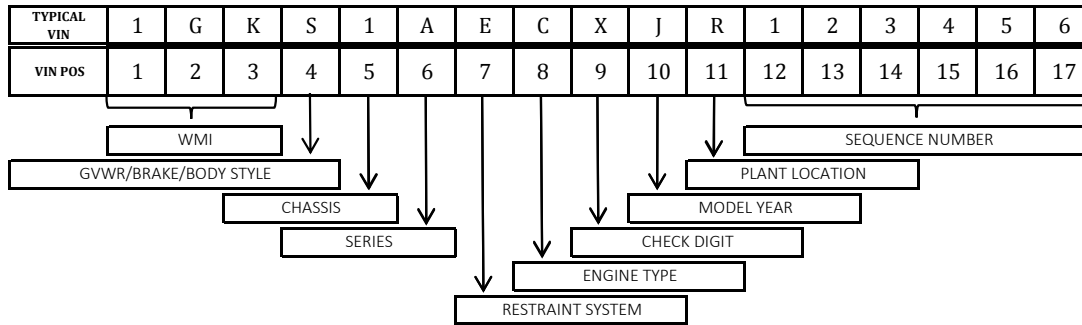 TYPICAL VIN 1 G K S 1 A E C X J R 1 2 3 4 5 6
VIN POS 1 2 3 4 5 6 7 8 9 10 11 12 13 14 15 16 17
WMI SEQUENCE NUMBER
GVWR/BRAKE/BODY STYLE PLANT LOCATION
CHASSIS MODEL YEAR
SERIES CHECK DIGIT
ENGINE TYPE
RESTRAINT SYSTEM